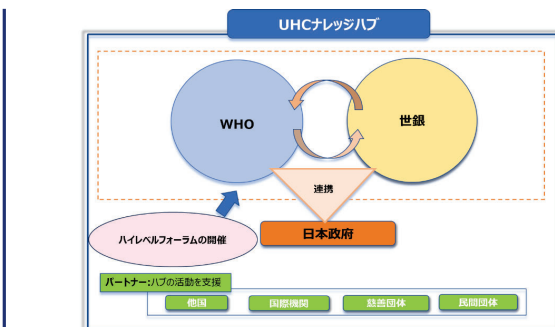 UHCナレッジハブ
WHO
世銀
連携
ハイレベルフォーラムの開催
日本政府
パートナー:ハブの活動を支援
他国
国際機関
慈善団体
民間団体